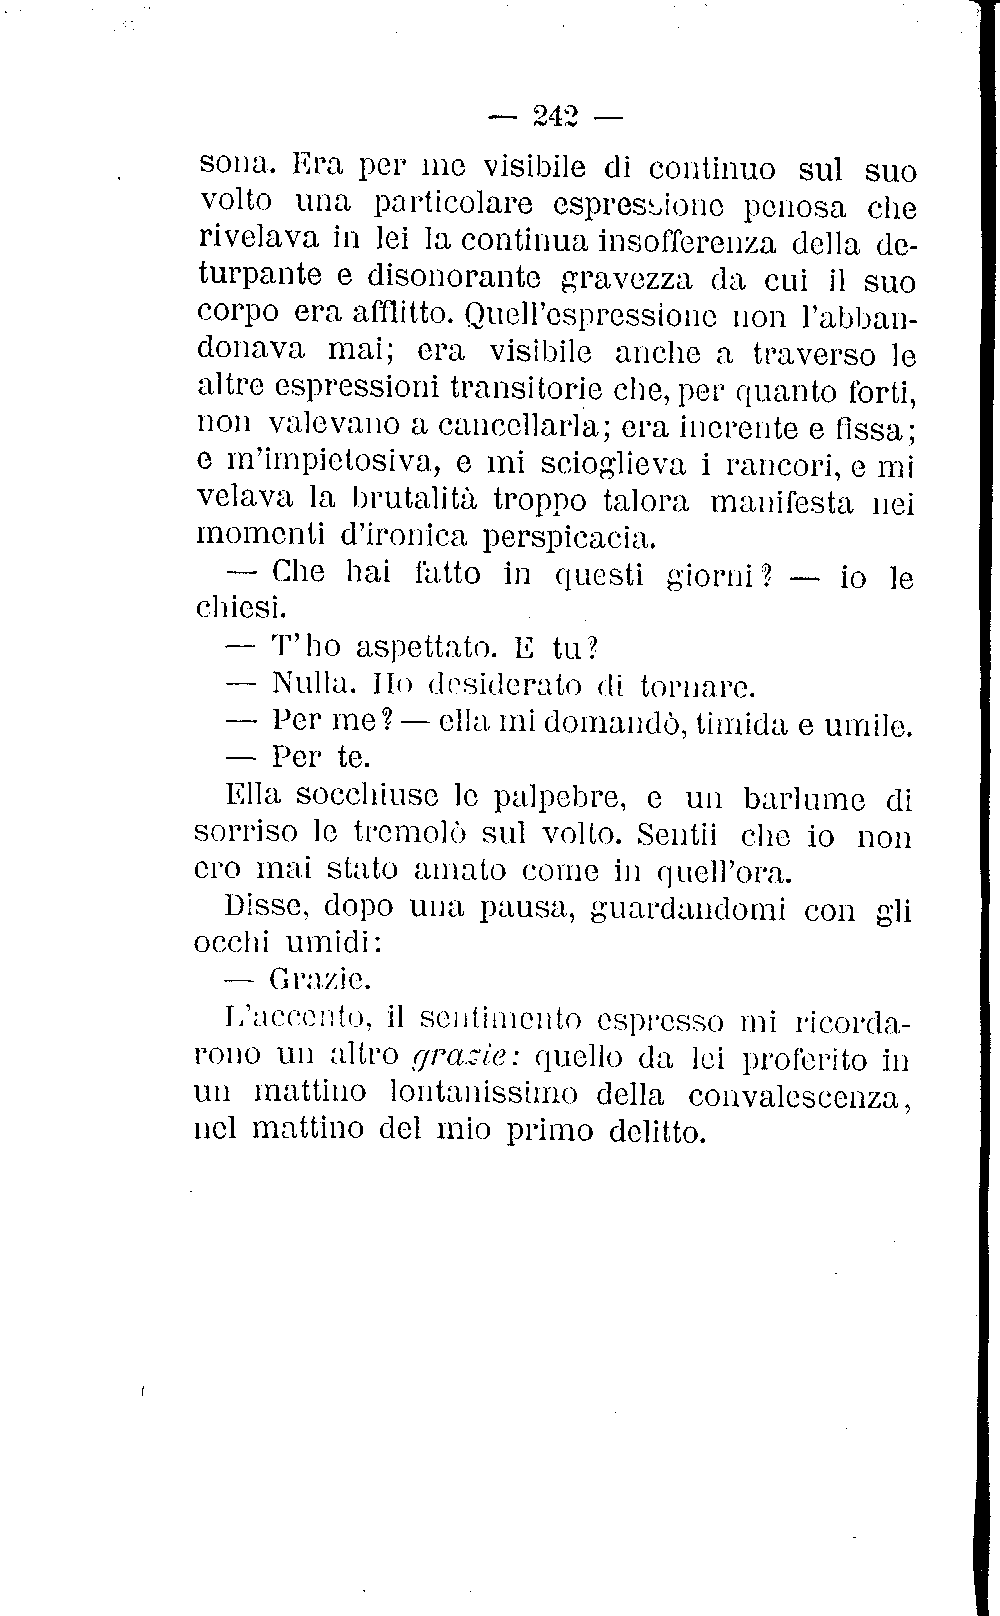 — 242 —
sona. Era per me visibile di continuo sul suo
volto una particolare espressione penosa che
rivelava in lei la continua insofferenza della de-
turpante e disonorante gravezza da cui il suo
corpo era afflitto. Quell'espressione non l'abban-
donava mai; era visibile anche a traverso le
altre espressioni transitorie che, per quanto forti,
non valevano a cancellarla; era inerente e fissa;
e m'impietosiva, e mi scioglieva i rancori, e mi
velava la brutalità troppo talora manifesta nei
momenti d'ironica perspicacia.
— Che hai fatto in questi giorni? — io le
chiesi.
— T'ho aspettato. E tu?
— Nulla. Ho desiderato di tornare.
— Per me? — ella mi domandò, timida e umile.
— Per te.
Ella socchiuse le palpebre, e un barlume di
sorriso le tremolò sul volto. Sentii che io non
ero mai stato amato come in quell'ora.
Disse, dopo una pausa, guardandomi con gli
occhi umidi:
— Grazie.
L'accento, il sentimento espresso mi ricorda-
rono un altro grazie: quello da lei proferito in
un mattino lontanissimo della convalescenza,
nel mattino del mio primo delitto.